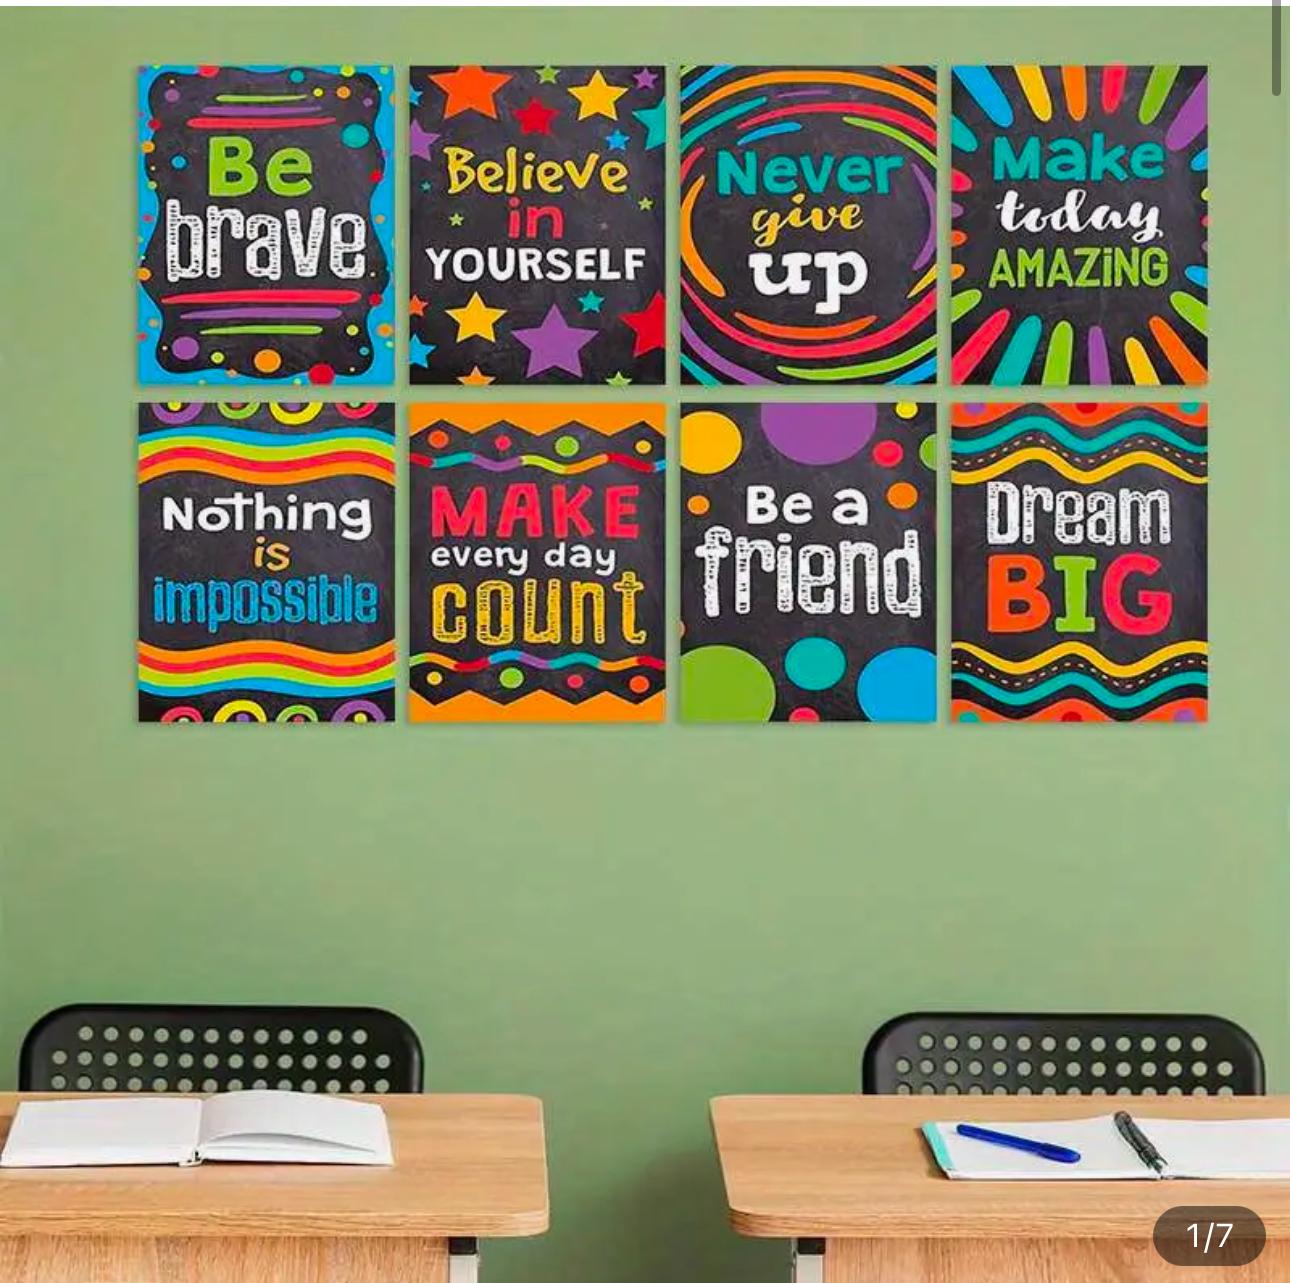 Be
brave
Believe
in
YOURSELF
Never
give
up
Make
today
AMAZING
Nothing
is
impossible
MAKE
every day
count
Be a
friend
Dream
BIG
1/7